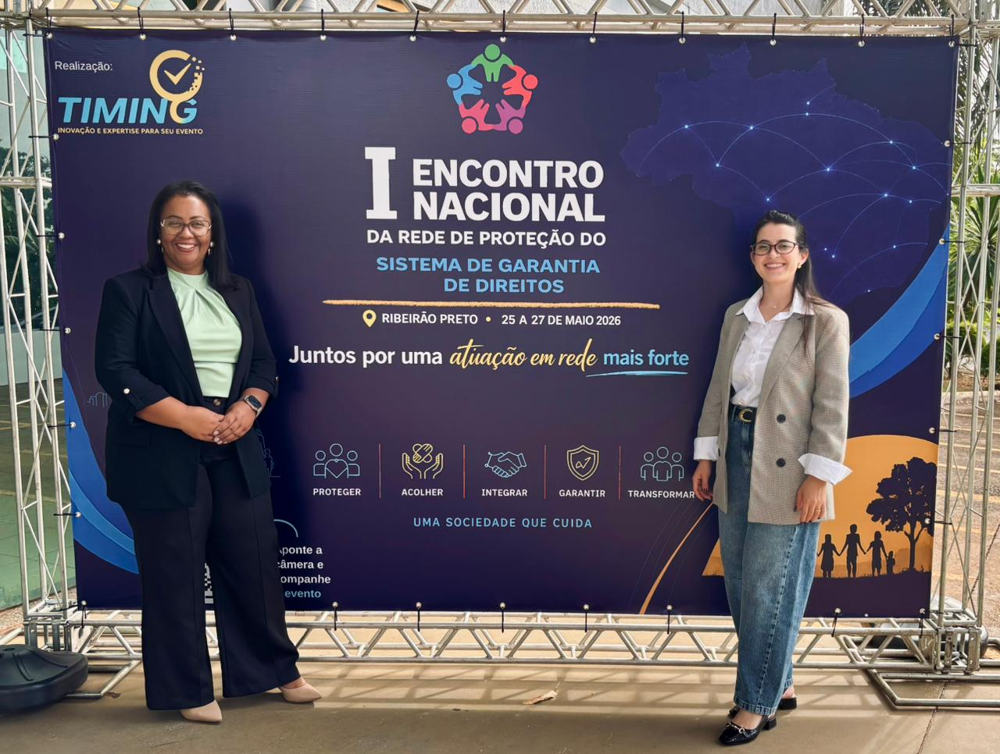 Realização:
TIMING
INOVAÇÃO E EXPERTISE PARA SEU EVENTO
I ENCONTRO
NACIONAL
DA REDE DE PROTEÇÃO DO
SISTEMA DE GARANTIA
DE DIREITOS
RIBEIRÃO PRETO • 25 A 27 DE MAIO 2026
Juntos por uma atuação em rede mais forte
PROTEGER
ACOLHER
INTEGRAR
GARANTIR
TRANSFORMAR
UMA SOCIEDADE QUE CUIDA
Aponte a
câmera e
ompanhe
evento